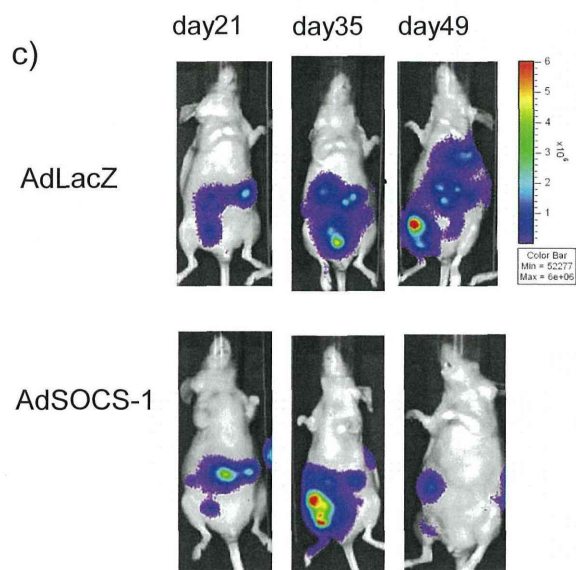 day21 day35 day49
c)
AdLacZ
6
5
4
3
2
1
x10⁶
Color Bar
Min = 52277
Max = 6e+06
AdSOCS-1